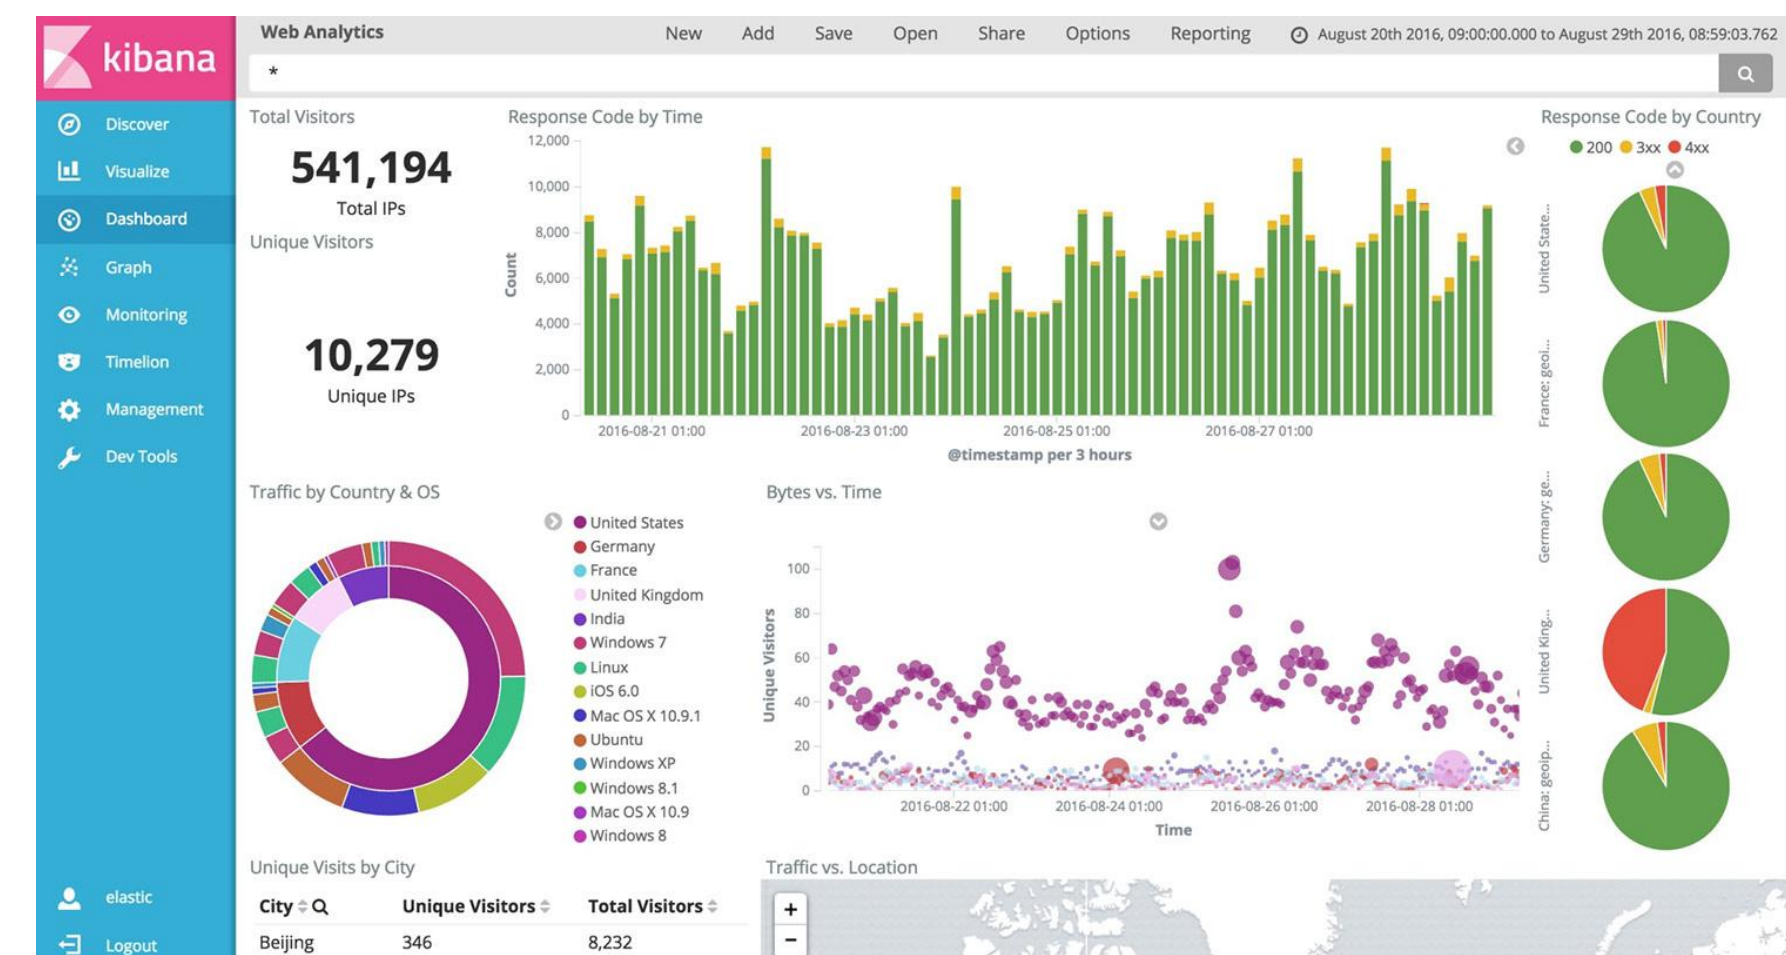 kibana
Discover
Visualize
Dashboard
Graph
Monitoring
Timelion
Management
Dev Tools
elastic
Logout
Web Analytics
New Add Save Open Share Options Reporting August 20th 2016, 09:00:00.000 to August 29th 2016, 08:59:03.762
*
Total Visitors
541,194
Total IPs
Unique Visitors
10,279
Unique IPs
Response Code by Time
12,000
10,000
8,000
6,000
4,000
2,000
0
Count
2016-08-21 01:00 2016-08-23 01:00 2016-08-25 01:00 2016-08-27 01:00
@timestamp per 3 hours
Response Code by Country
200 3xx 4xx
United State...
France: geoi...
Germany: ge...
United King...
China: geoip...
Traffic by Country & OS
United States
Germany
France
United Kingdom
India
Windows 7
Linux
iOS 6.0
Mac OS X 10.9.1
Ubuntu
Windows XP
Windows 8.1
Mac OS X 10.9
Windows 8
Bytes vs. Time
100
80
60
40
20
0
Unique Visitors
2016-08-22 01:00 2016-08-24 01:00 2016-08-26 01:00 2016-08-28 01:00
Time
Unique Visits by City
City Unique Visitors Total Visitors
Beijing 346 8,232
Traffic vs. Location
+
−